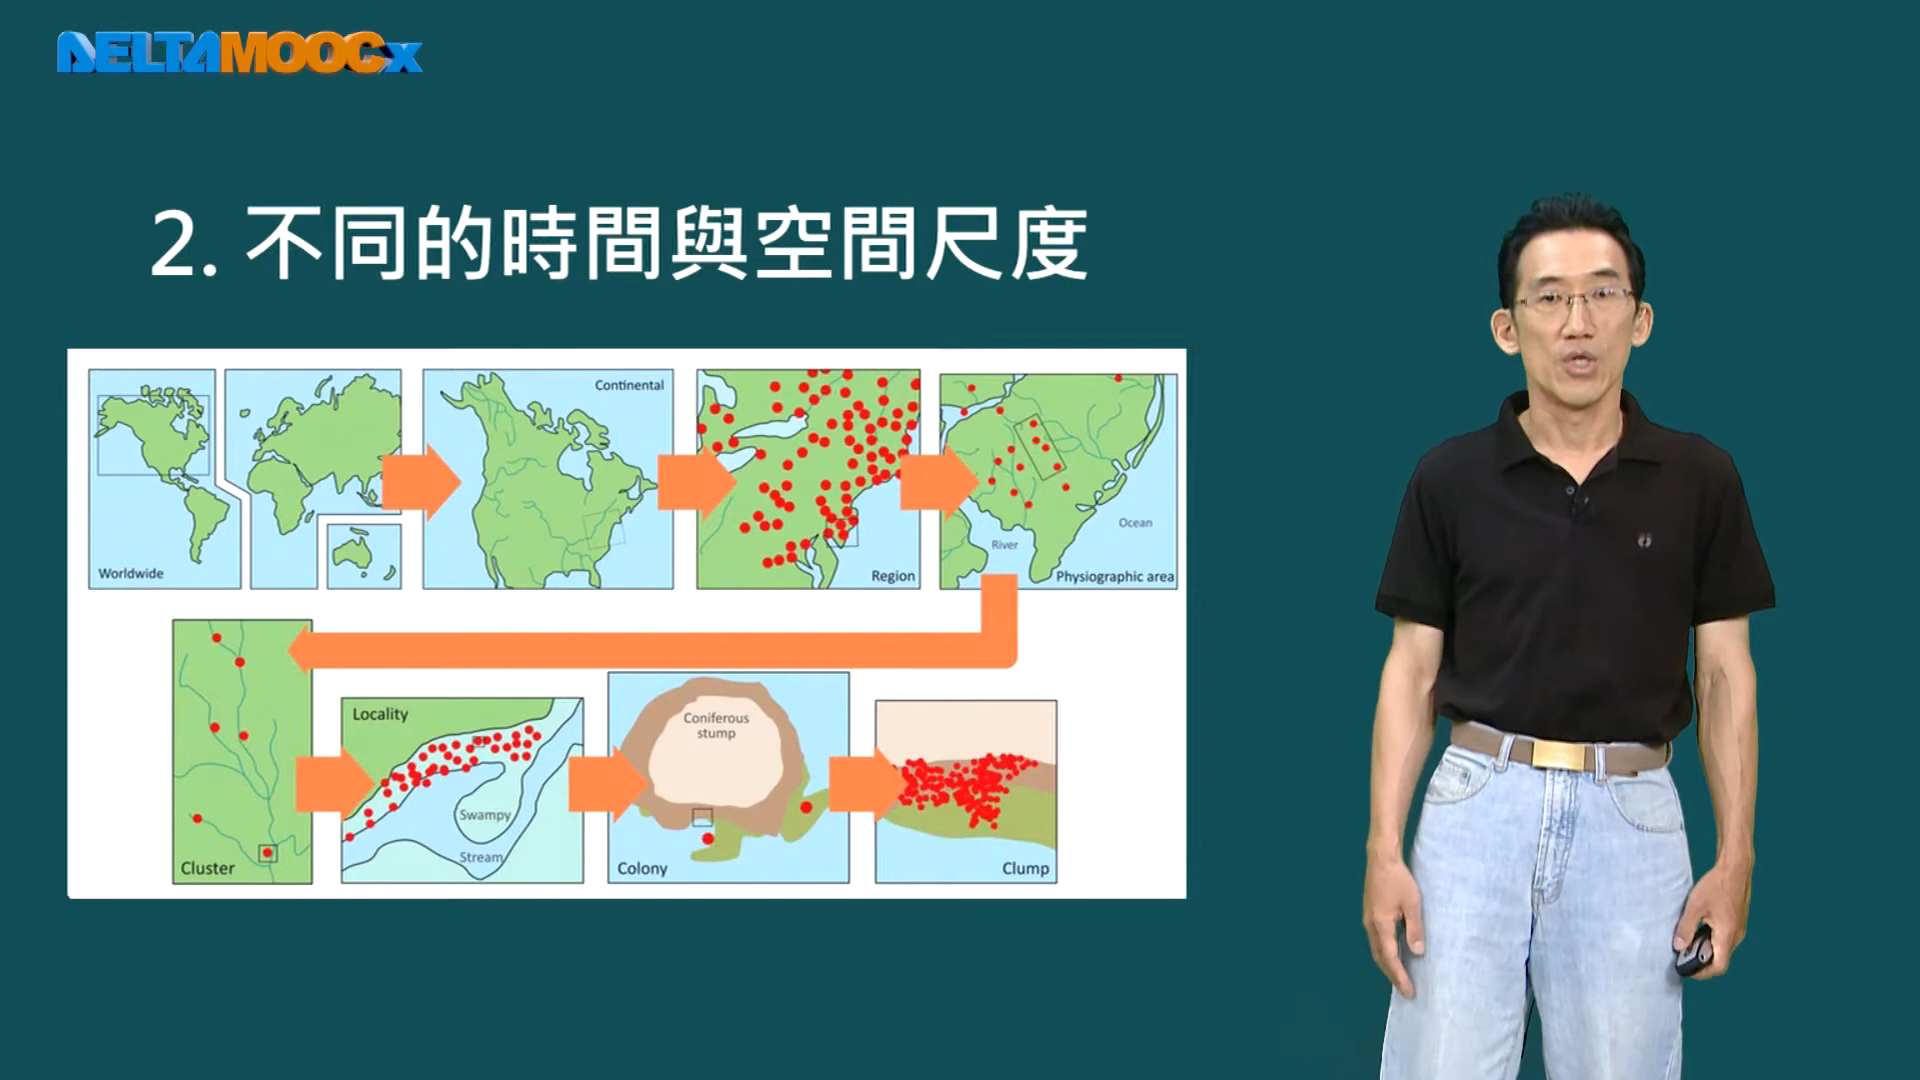 DELTAMOOCx
2. 不同的時間與空間尺度
Worldwide
Continental
Region
River
Ocean
Physiographic area
Cluster
Locality
Swampy
Stream
Coniferous
stump
Colony
Clump